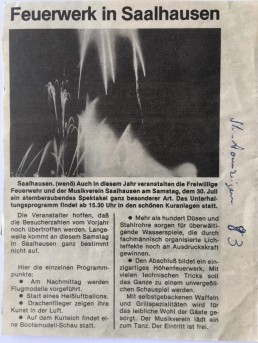 Feuerwerk in Saalhausen
Saalhausen. (wenö) Auch in diesem Jahr veranstalten die Freiwillige
Feuerwehr und der Musikverein Saalhausen am Samstag, dem 30. Juli
ein atemberaubendes Spektakel ganz besonderer Art. Das Unterhal-
tungsprogramm findet ab 15.30 Uhr in den schönen Kuranlagen statt.
Die Veranstalter hoffen, daß
die Besucherzahlen vom Vorjahr
noch übertroffen werden. Lange-
weile kommt an diesem Samstag
in Saalhausen ganz bestimmt
nicht auf.
Hier die einzelnen Programm-
punkte:
● Am Nachmittag werden
Flugmodelle vorgeführt.
● Start eines Heißluftballons.
● Drachenflieger zeigen ihre
Kunst in der Luft.
● Auf dem Kurteich findet ei-
ne Bootsmodell-Schau statt.
● Mehr als hundert Düsen und
Stahlrohre sorgen für überwälti-
gende Wasserspiele, die durch
fachmännisch organisierte Lich-
teffekte noch an Ausdruckskraft
gewinnen.
● Den Abschluß bildet ein ein-
zigartiges Höhenfeuerwerk. Mit
vielen technischen Tricks soll
das Ganze zu einem unvergeß-
lichen Schauspiel werden.
Mit selbstgebackenen Waffeln
und Grillspezialitäten wird für
das leibliche Wohl der Gäste ge-
sorgt. Der Musikverein lädt ein
zum Tanz. Der Eintritt ist frei.
83